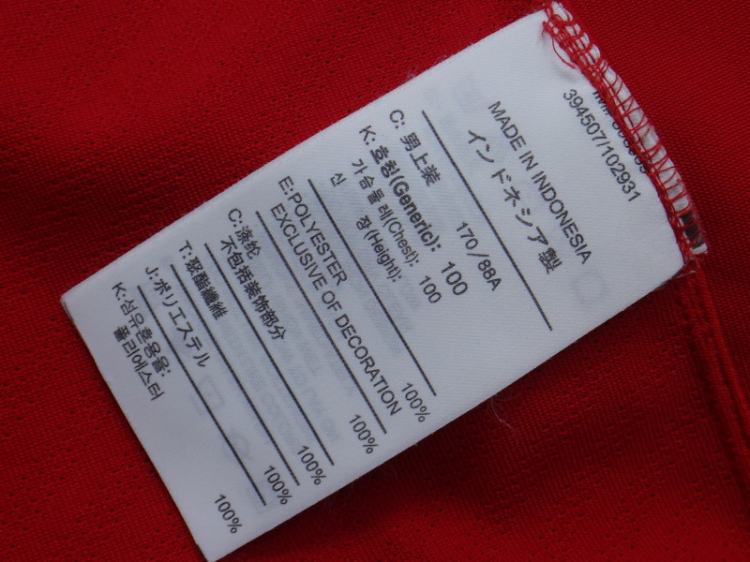 394507/102931
MADE IN INDONESIA
インドネシア製
C: 男上装 170/88A
K: 호칭(Generic): 100
가슴둘레(Chest): 100
신 장(Height):
E:POLYESTER 100%
EXCLUSIVE OF DECORATION
C:涤纶 100%
不包括装饰部分
T:聚酯纖維 100%
J:ポリエステル 100%
K:섬유혼용율: 100%
폴리에스터